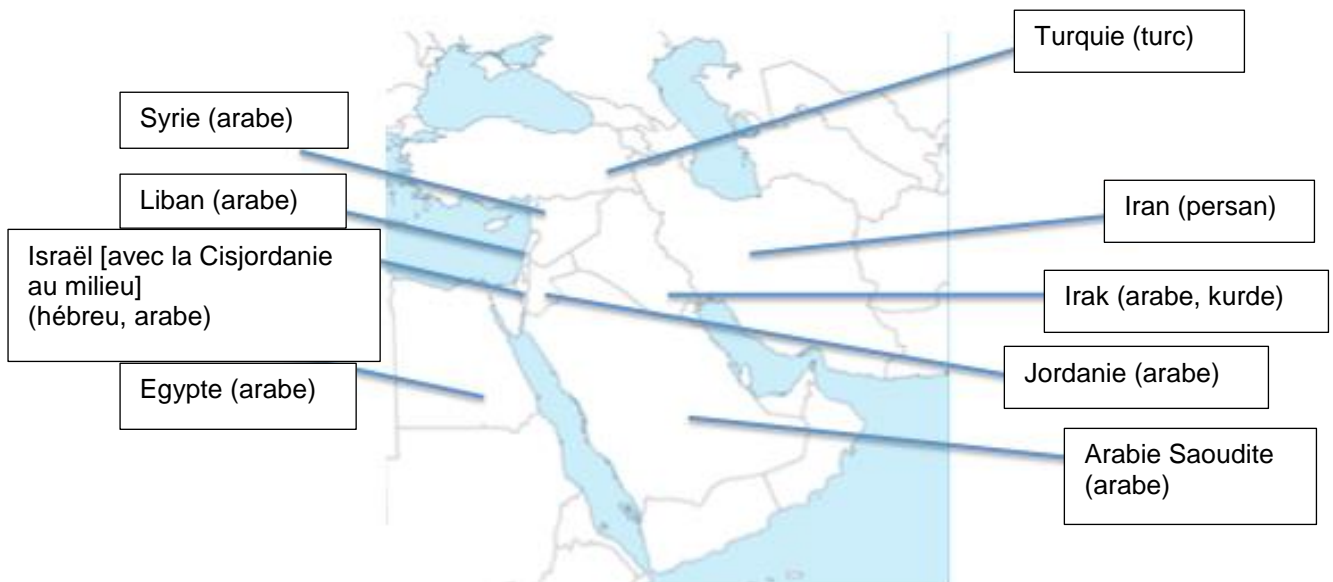 Turquie (turc)
Syrie (arabe)
Liban (arabe)
Iran (persan)
Israël [avec la Cisjordanie
au milieu]
(hébreu, arabe)
Irak (arabe, kurde)
Jordanie (arabe)
Egypte (arabe)
Arabie Saoudite
(arabe)